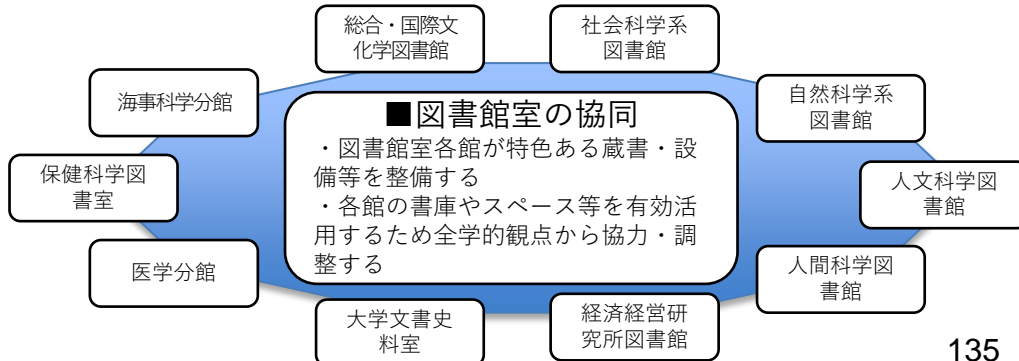 総合・国際文
化学図書館
社会科学系
図書館
海事科学分館
自然科学系
図書館
■図書館室の協同
・図書館室各館が特色ある蔵書・設
備等を整備する
・各館の書庫やスペース等を有効活
用するため全学的観点から協力・調
整する
保健科学図
書室
人文科学図
書館
医学分館
人間科学図
書館
大学文書史
料室
経済経営研
究所図書館
135